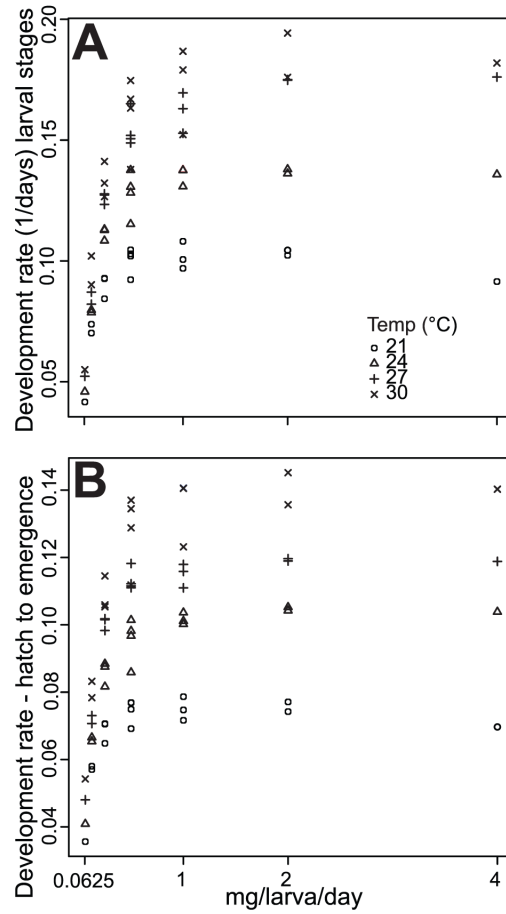 A
Development rate (1/days) larval stages
0.20
0.15
0.10
0.05
Temp (°C)
21
24
27
30
B
Development rate - hatch to emergence
0.14
0.12
0.10
0.08
0.06
0.04
0.0625 1 2 4
mg/larva/day